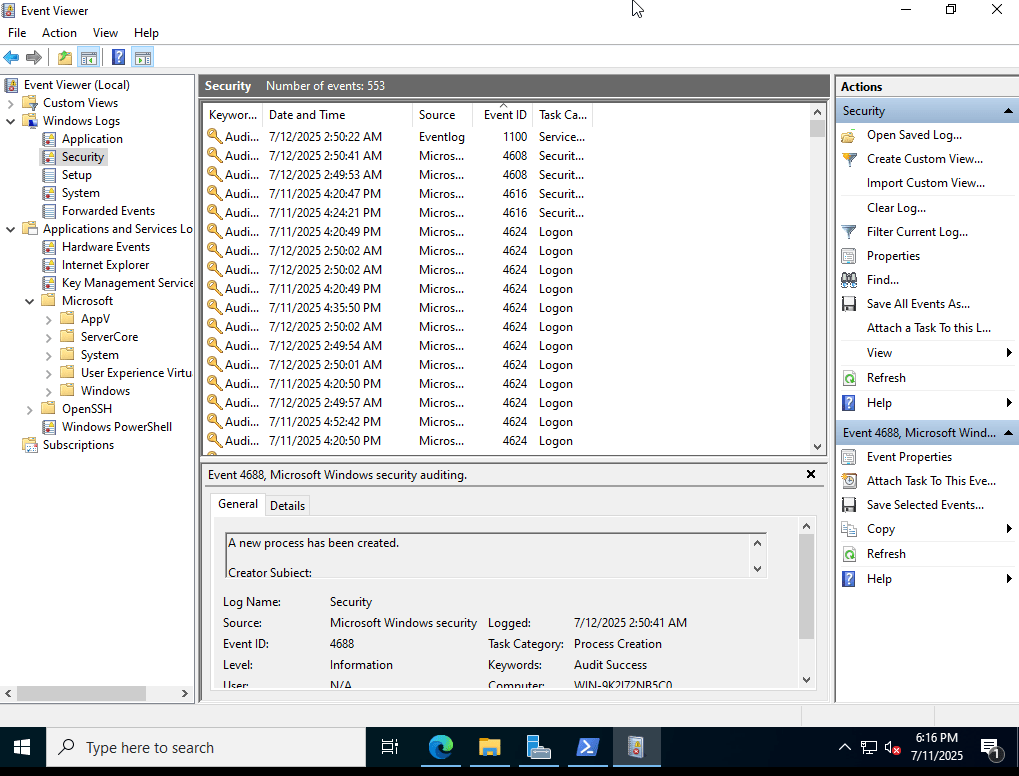 Event Viewer
File Action View Help
Event Viewer (Local)
Custom Views
Windows Logs
Application
Security
Setup
System
Forwarded Events
Applications and Services Lo
Hardware Events
Internet Explorer
Key Management Service
Microsoft
AppV
ServerCore
System
User Experience Virtu
Windows
OpenSSH
Windows PowerShell
Subscriptions
Security Number of events: 553
Keywor... Date and Time Source Event ID Task Ca...
Audi... 7/12/2025 2:50:22 AM Eventlog 1100 Service...
Audi... 7/12/2025 2:50:41 AM Micros... 4608 Securit...
Audi... 7/12/2025 2:49:53 AM Micros... 4608 Securit...
Audi... 7/11/2025 4:20:47 PM Micros... 4616 Securit...
Audi... 7/11/2025 4:24:21 PM Micros... 4616 Securit...
Audi... 7/11/2025 4:20:49 PM Micros... 4624 Logon
Audi... 7/12/2025 2:50:02 AM Micros... 4624 Logon
Audi... 7/12/2025 2:50:02 AM Micros... 4624 Logon
Audi... 7/11/2025 4:20:49 PM Micros... 4624 Logon
Audi... 7/11/2025 4:35:50 PM Micros... 4624 Logon
Audi... 7/12/2025 2:50:02 AM Micros... 4624 Logon
Audi... 7/12/2025 2:49:54 AM Micros... 4624 Logon
Audi... 7/12/2025 2:50:01 AM Micros... 4624 Logon
Audi... 7/11/2025 4:20:50 PM Micros... 4624 Logon
Audi... 7/12/2025 2:49:57 AM Micros... 4624 Logon
Audi... 7/11/2025 4:52:42 PM Micros... 4624 Logon
Audi... 7/11/2025 4:20:50 PM Micros... 4624 Logon
Event 4688, Microsoft Windows security auditing.
General Details
A new process has been created.
Creator Subject:
Log Name: Security
Source: Microsoft Windows security Logged: 7/12/2025 2:50:41 AM
Event ID: 4688 Task Category: Process Creation
Level: Information Keywords: Audit Success
User: N/A Computer: WIN-9K2I72NB5C0
Actions
Security
Open Saved Log...
Create Custom View...
Import Custom View...
Clear Log...
Filter Current Log...
Properties
Find...
Save All Events As...
Attach a Task To this L...
View
Refresh
Help
Event 4688, Microsoft Wind...
Event Properties
Attach Task To This Eve...
Save Selected Events...
Copy
Refresh
Help
Type here to search
6:16 PM
7/11/2025
1